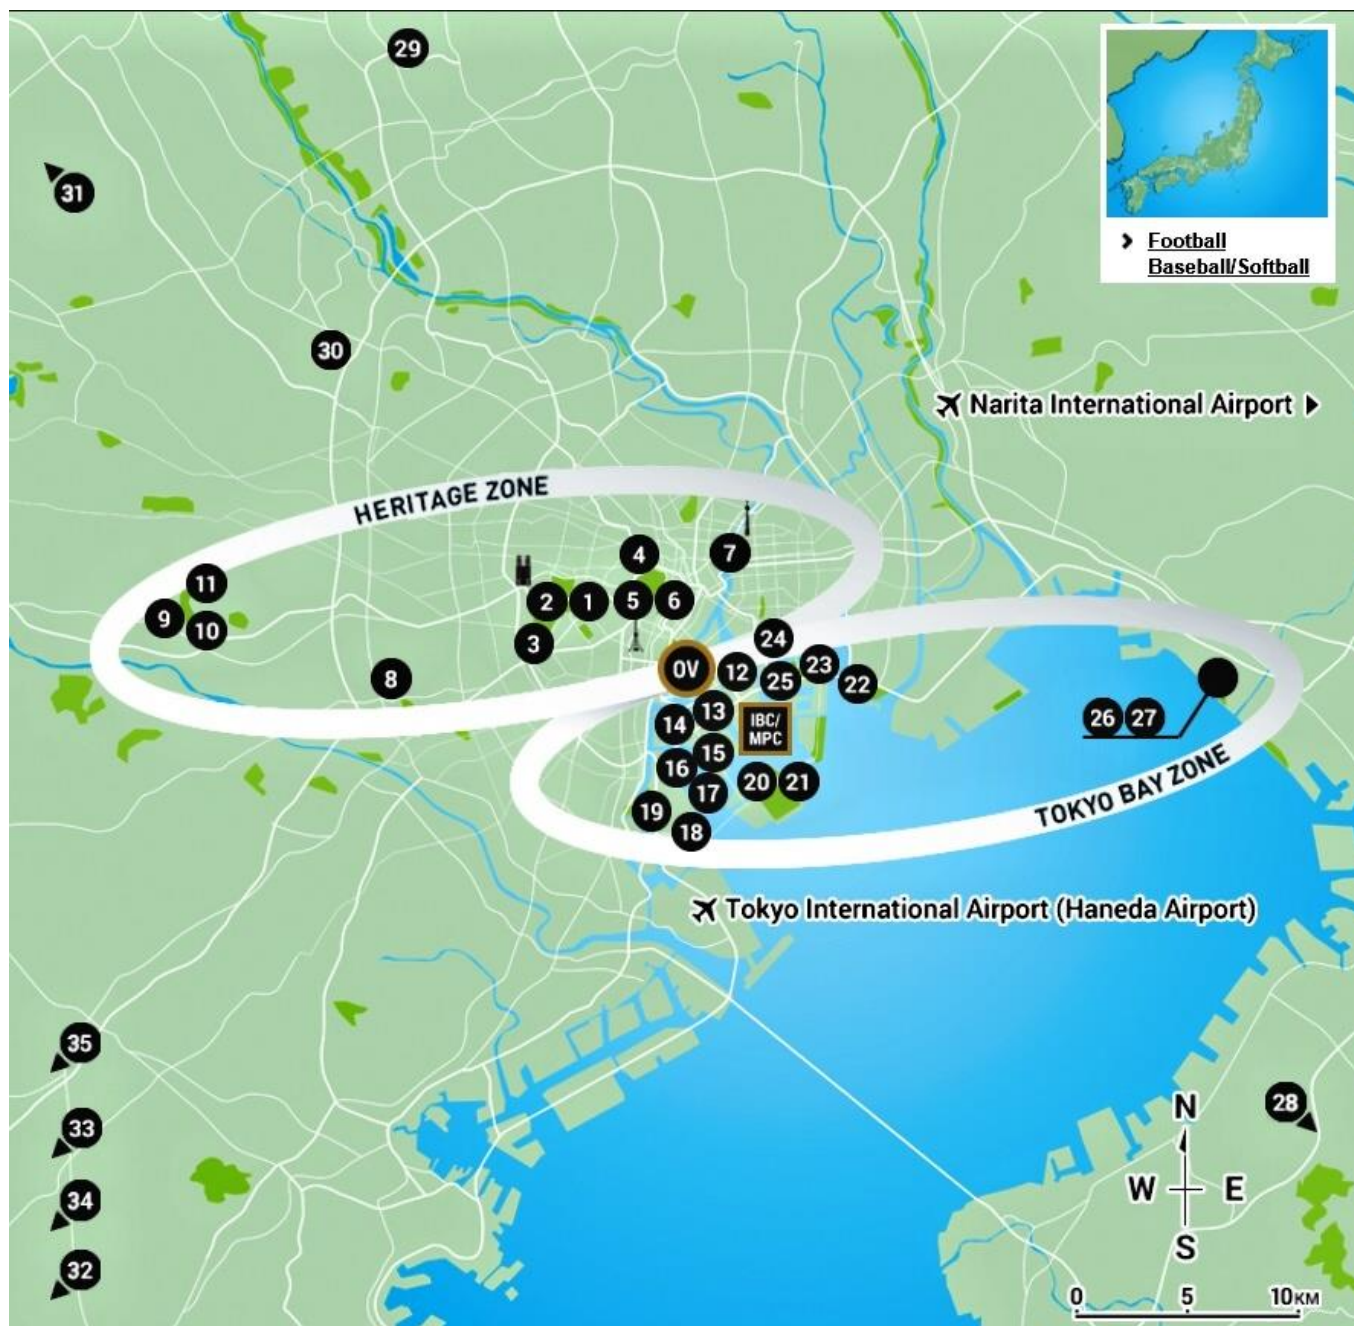 29
31
Football
Baseball/Softball
30
Narita International Airport
HERITAGE ZONE
4
7
11
2
1
5
6
9
10
3
24
8
OV
12
25
23
22
26
27
14
13
IBC/
MPC
15
16
20
21
17
TOKYO BAY ZONE
19
18
Tokyo International Airport (Haneda Airport)
35
28
33
N
W
E
34
S
32
0
5
10KM